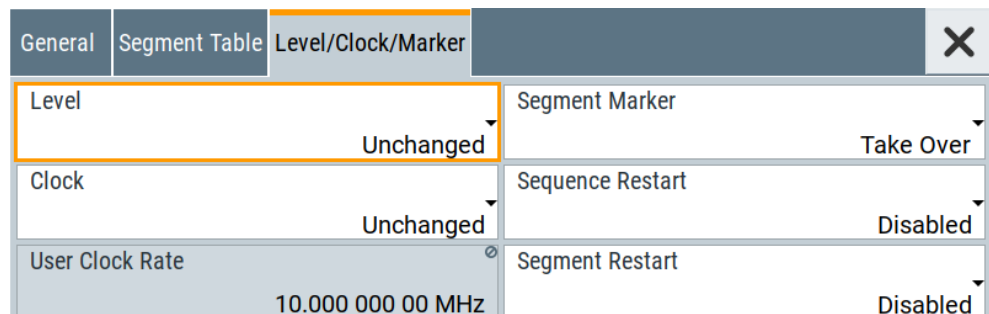 General Segment Table Level/Clock/Marker
Level
Unchanged
Segment Marker
Take Over
Clock
Unchanged
Sequence Restart
Disabled
User Clock Rate
10.000 000 00 MHz
Segment Restart
Disabled